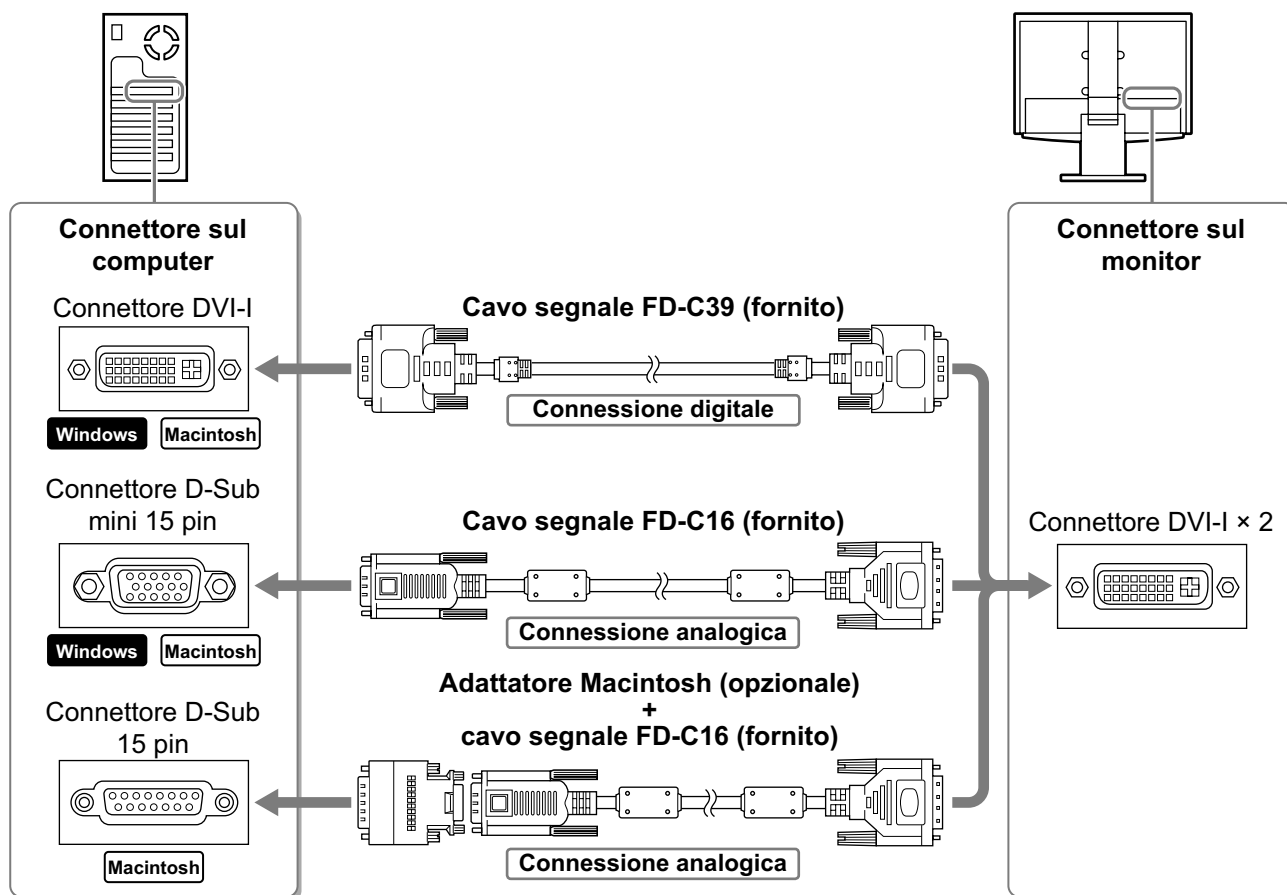 Connettore sul
computer
Connettore DVI-I
Windows
Macintosh
Connettore D-Sub
mini 15 pin
Windows
Macintosh
Connettore D-Sub
15 pin
Macintosh
Cavo segnale FD-C39 (fornito)
Connessione digitale
Cavo segnale FD-C16 (fornito)
Connessione analogica
Adattatore Macintosh (opzionale)
+
cavo segnale FD-C16 (fornito)
Connessione analogica
Connettore sul
monitor
Connettore DVI-I × 2